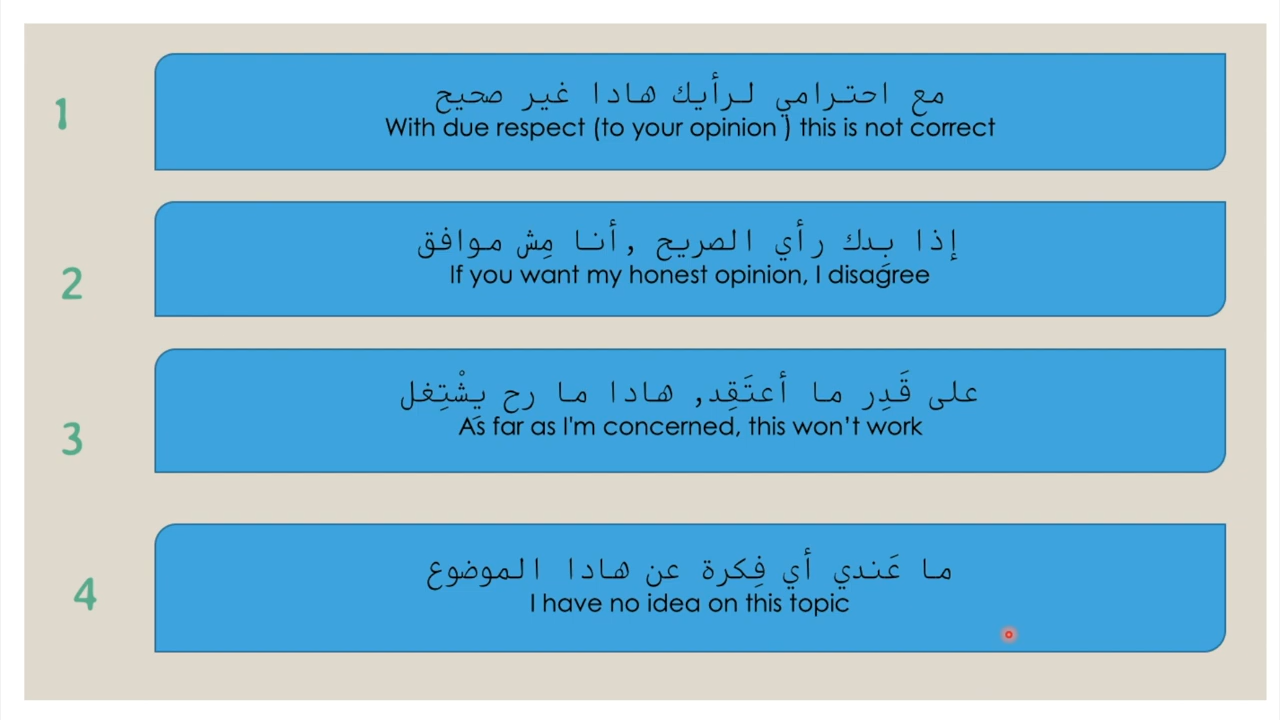 1
مع احترامي لرأيك هادا غير صحيح
With due respect (to your opinion ) this is not correct
2
إذا بِدك رأي الصريح ,أنا مِش موافق
If you want my honest opinion, I disagree
3
على قَدِر ما أعتَقِد, هادا ما رح يِشْتِغل
As far as I'm concerned, this won't work
4
ما عَندي أي فِكرة عن هادا الموضوع
I have no idea on this topic